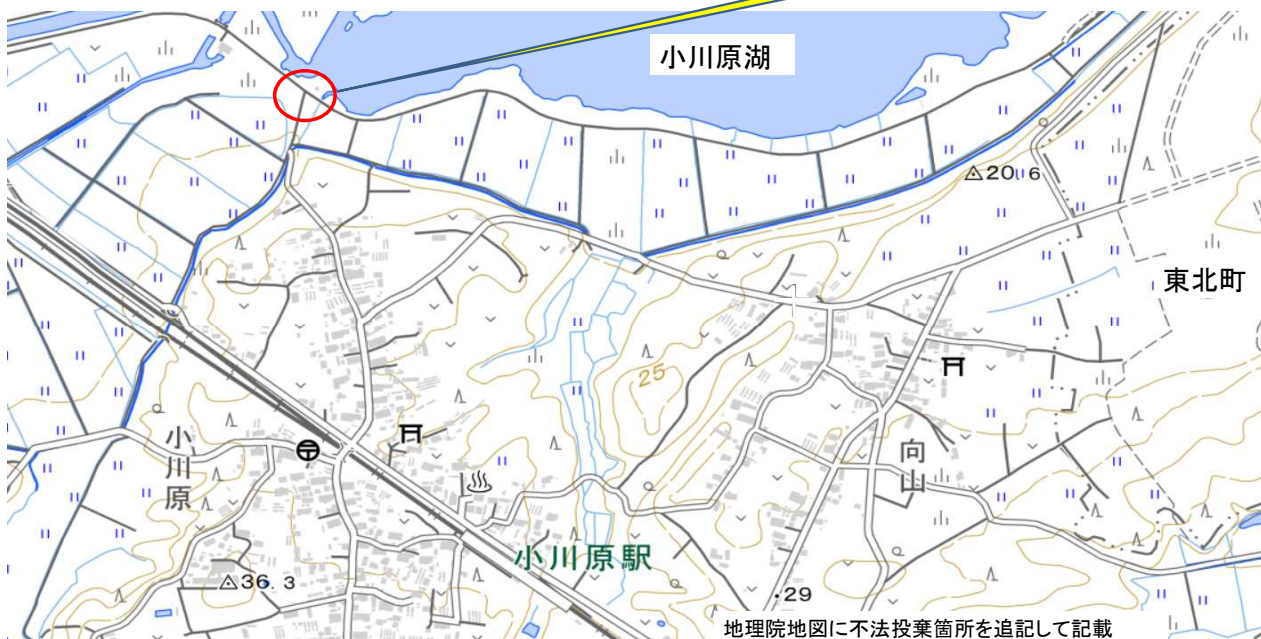 小川原湖
20.6
東北町
25
小川原
向山
小川原駅
36.3
・29
地理院地図に不法投棄箇所を追記して記載